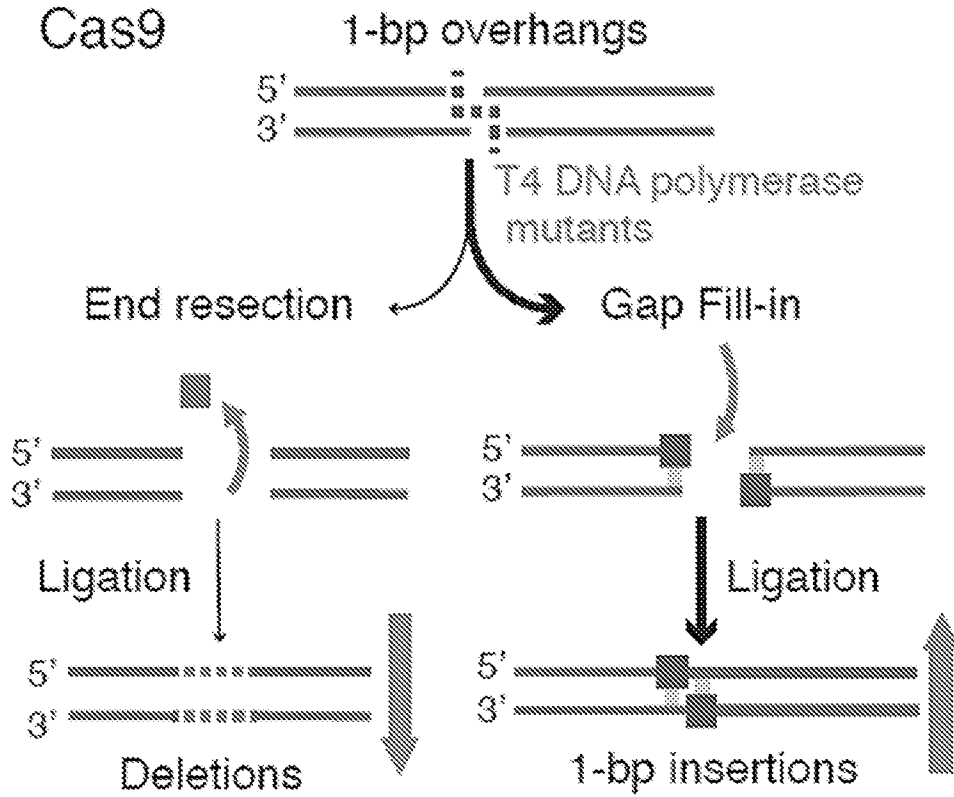 Cas9
1-bp overhangs
5'
3'
T4 DNA polymerase
mutants
End resection
Gap Fill-in
5'
3'
5'
3'
Ligation
Ligation
5'
3'
5'
3'
Deletions
1-bp insertions